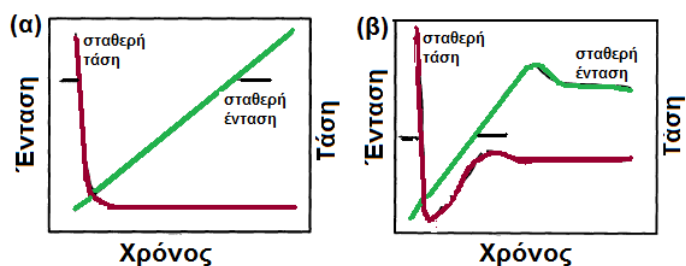 (α)
σταθερή
τάση
σταθερή
ένταση
Ένταση
Τάση
Χρόνος
(β)
σταθερή
τάση
σταθερή
ένταση
Ένταση
Τάση
Χρόνος